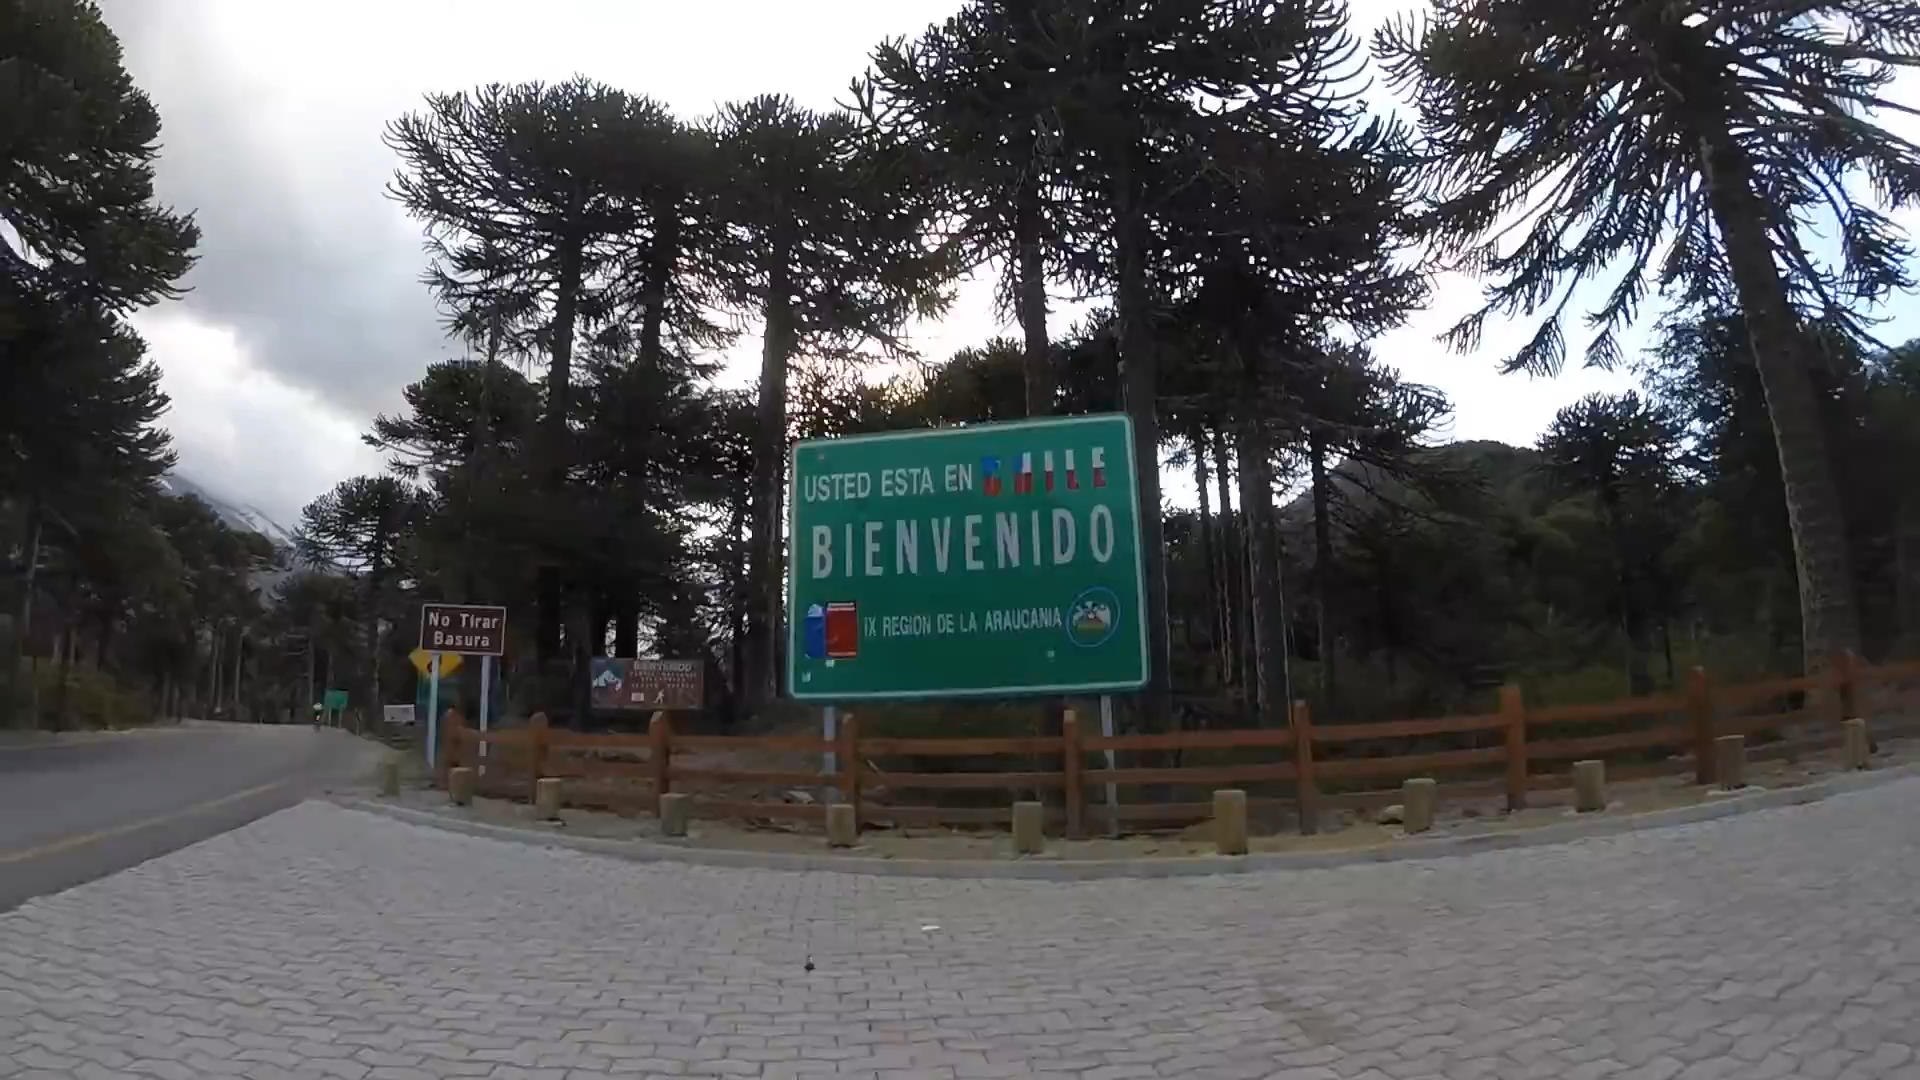 USTED ESTA EN CHILE
BIENVENIDO
IX REGION DE LA ARAUCANIA
No Tirar
Basura
BIENVENIDO